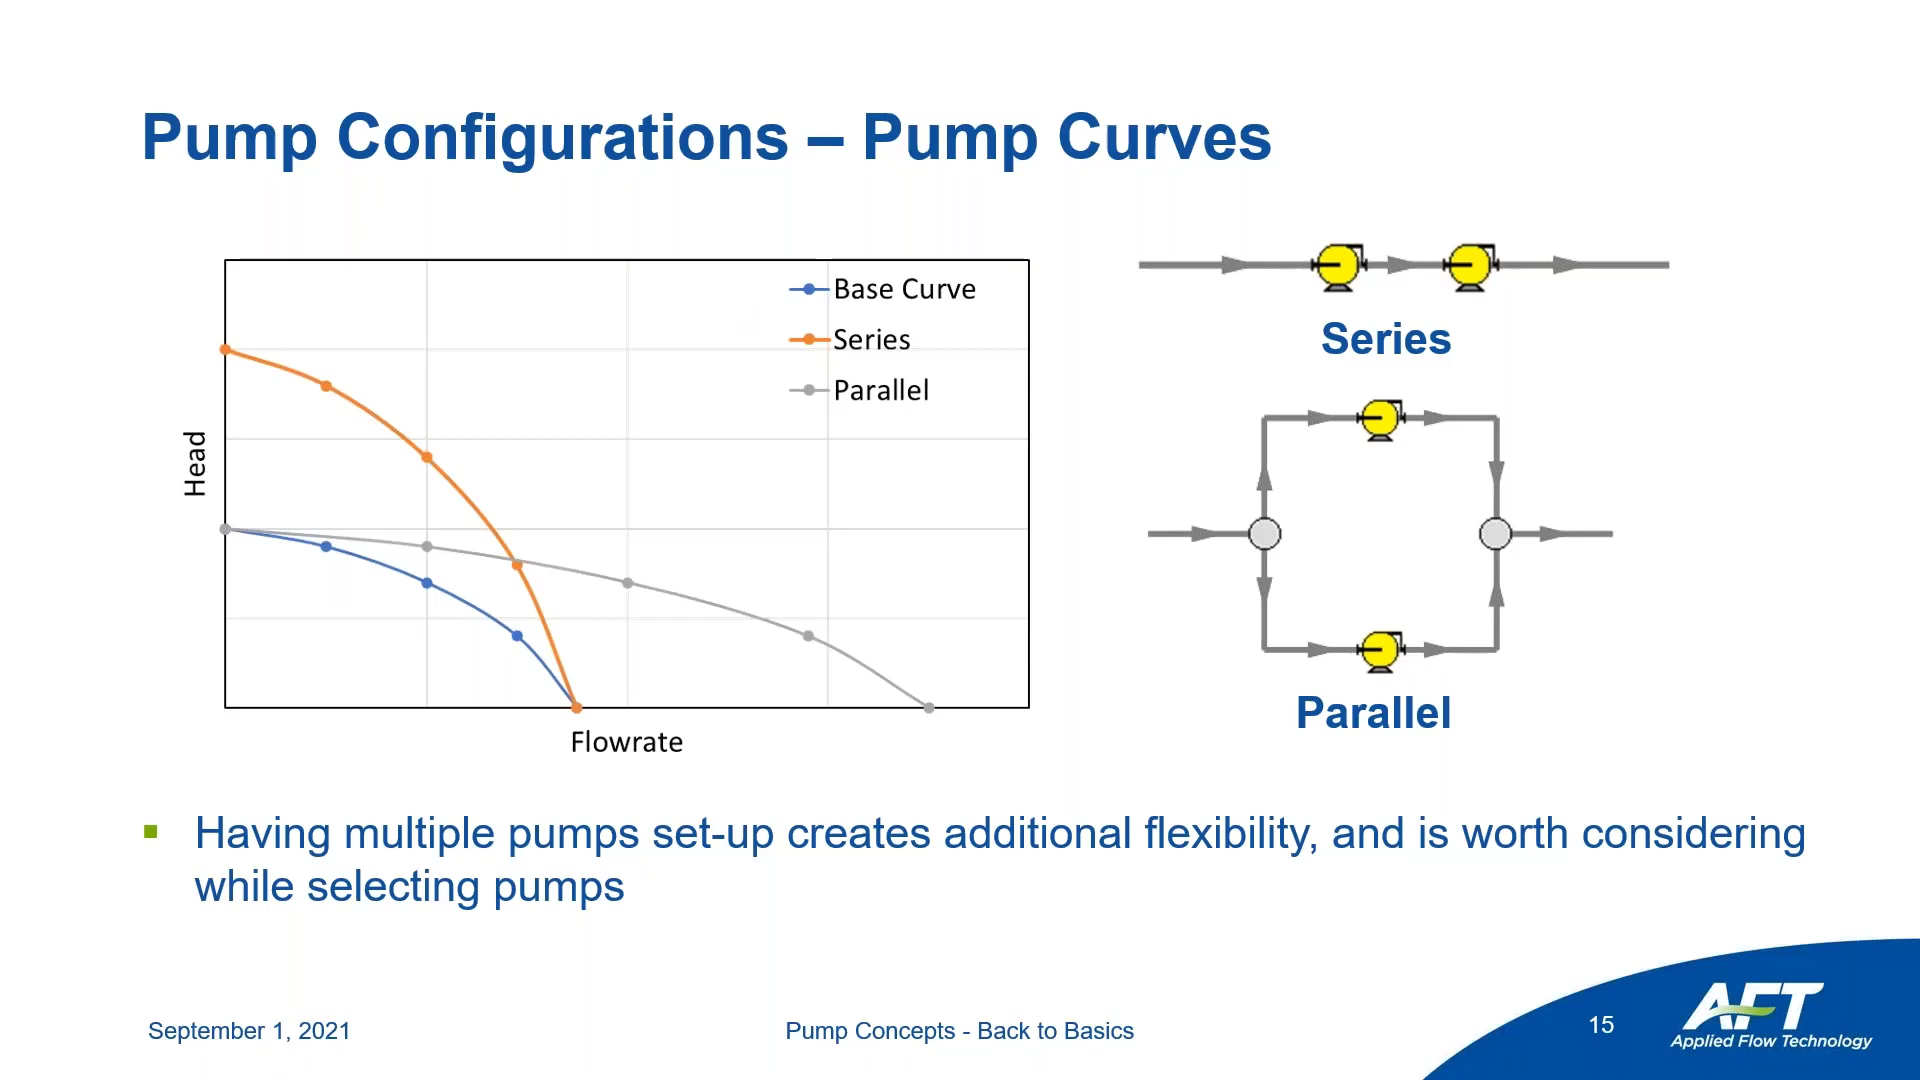 Pump Configurations – Pump Curves
Base Curve
Series
Parallel
Head
Flowrate
Series
Parallel
Having multiple pumps set-up creates additional flexibility, and is worth considering
while selecting pumps
September 1, 2021
Pump Concepts - Back to Basics
15
AFT
Applied Flow Technology